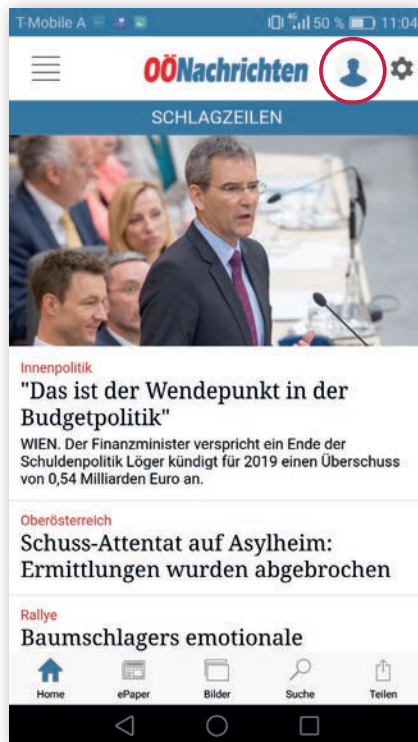 T-Mobile A
50 % 11:04
OÖNachrichten
SCHLAGZEILEN
Innenpolitik
"Das ist der Wendepunkt in der
Budgetpolitik"
WIEN. Der Finanzminister verspricht ein Ende der
Schuldenpolitik Löger kündigt für 2019 einen Überschuss
von 0,54 Milliarden Euro an.
Oberösterreich
Schuss-Attentat auf Asylheim:
Ermittlungen wurden abgebrochen
Rallye
Baumschlagers emotionale
Home ePaper Bilder Suche Teilen